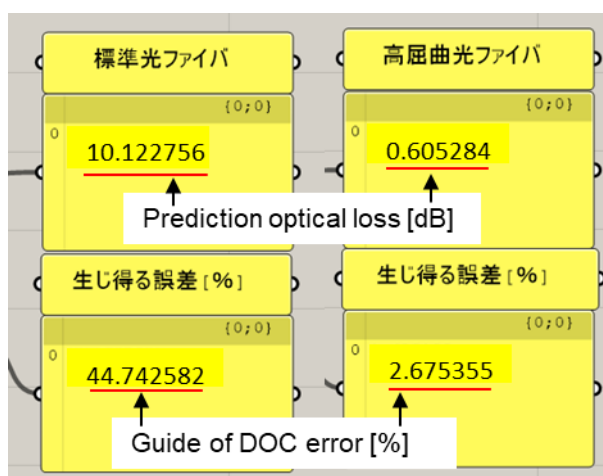 標準光ファイバ
高屈曲光ファイバ
{0;0}
{0;0}
0
10.122756
0
0.605284
Prediction optical loss [dB]
生じ得る誤差[%]
生じ得る誤差[%]
{0;0}
{0;0}
0
44.742582
0
2.675355
Guide of DOC error [%]